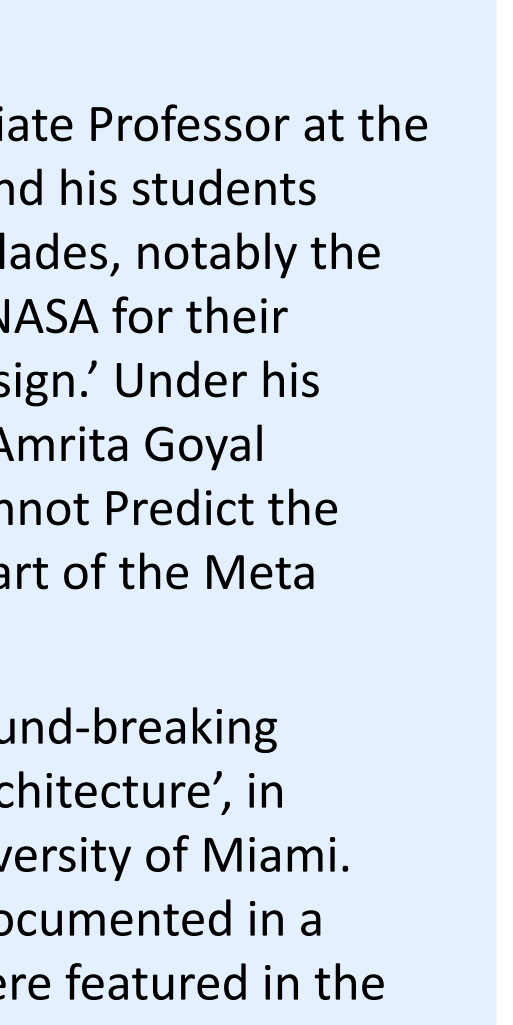 iate Professor at the
nd his students
lades, notably the
NASA for their
sign.’ Under his
Amrita Goyal
nnot Predict the
art of the Meta
und-breaking
chitecture’, in
versity of Miami.
ocumented in a
ere featured in the